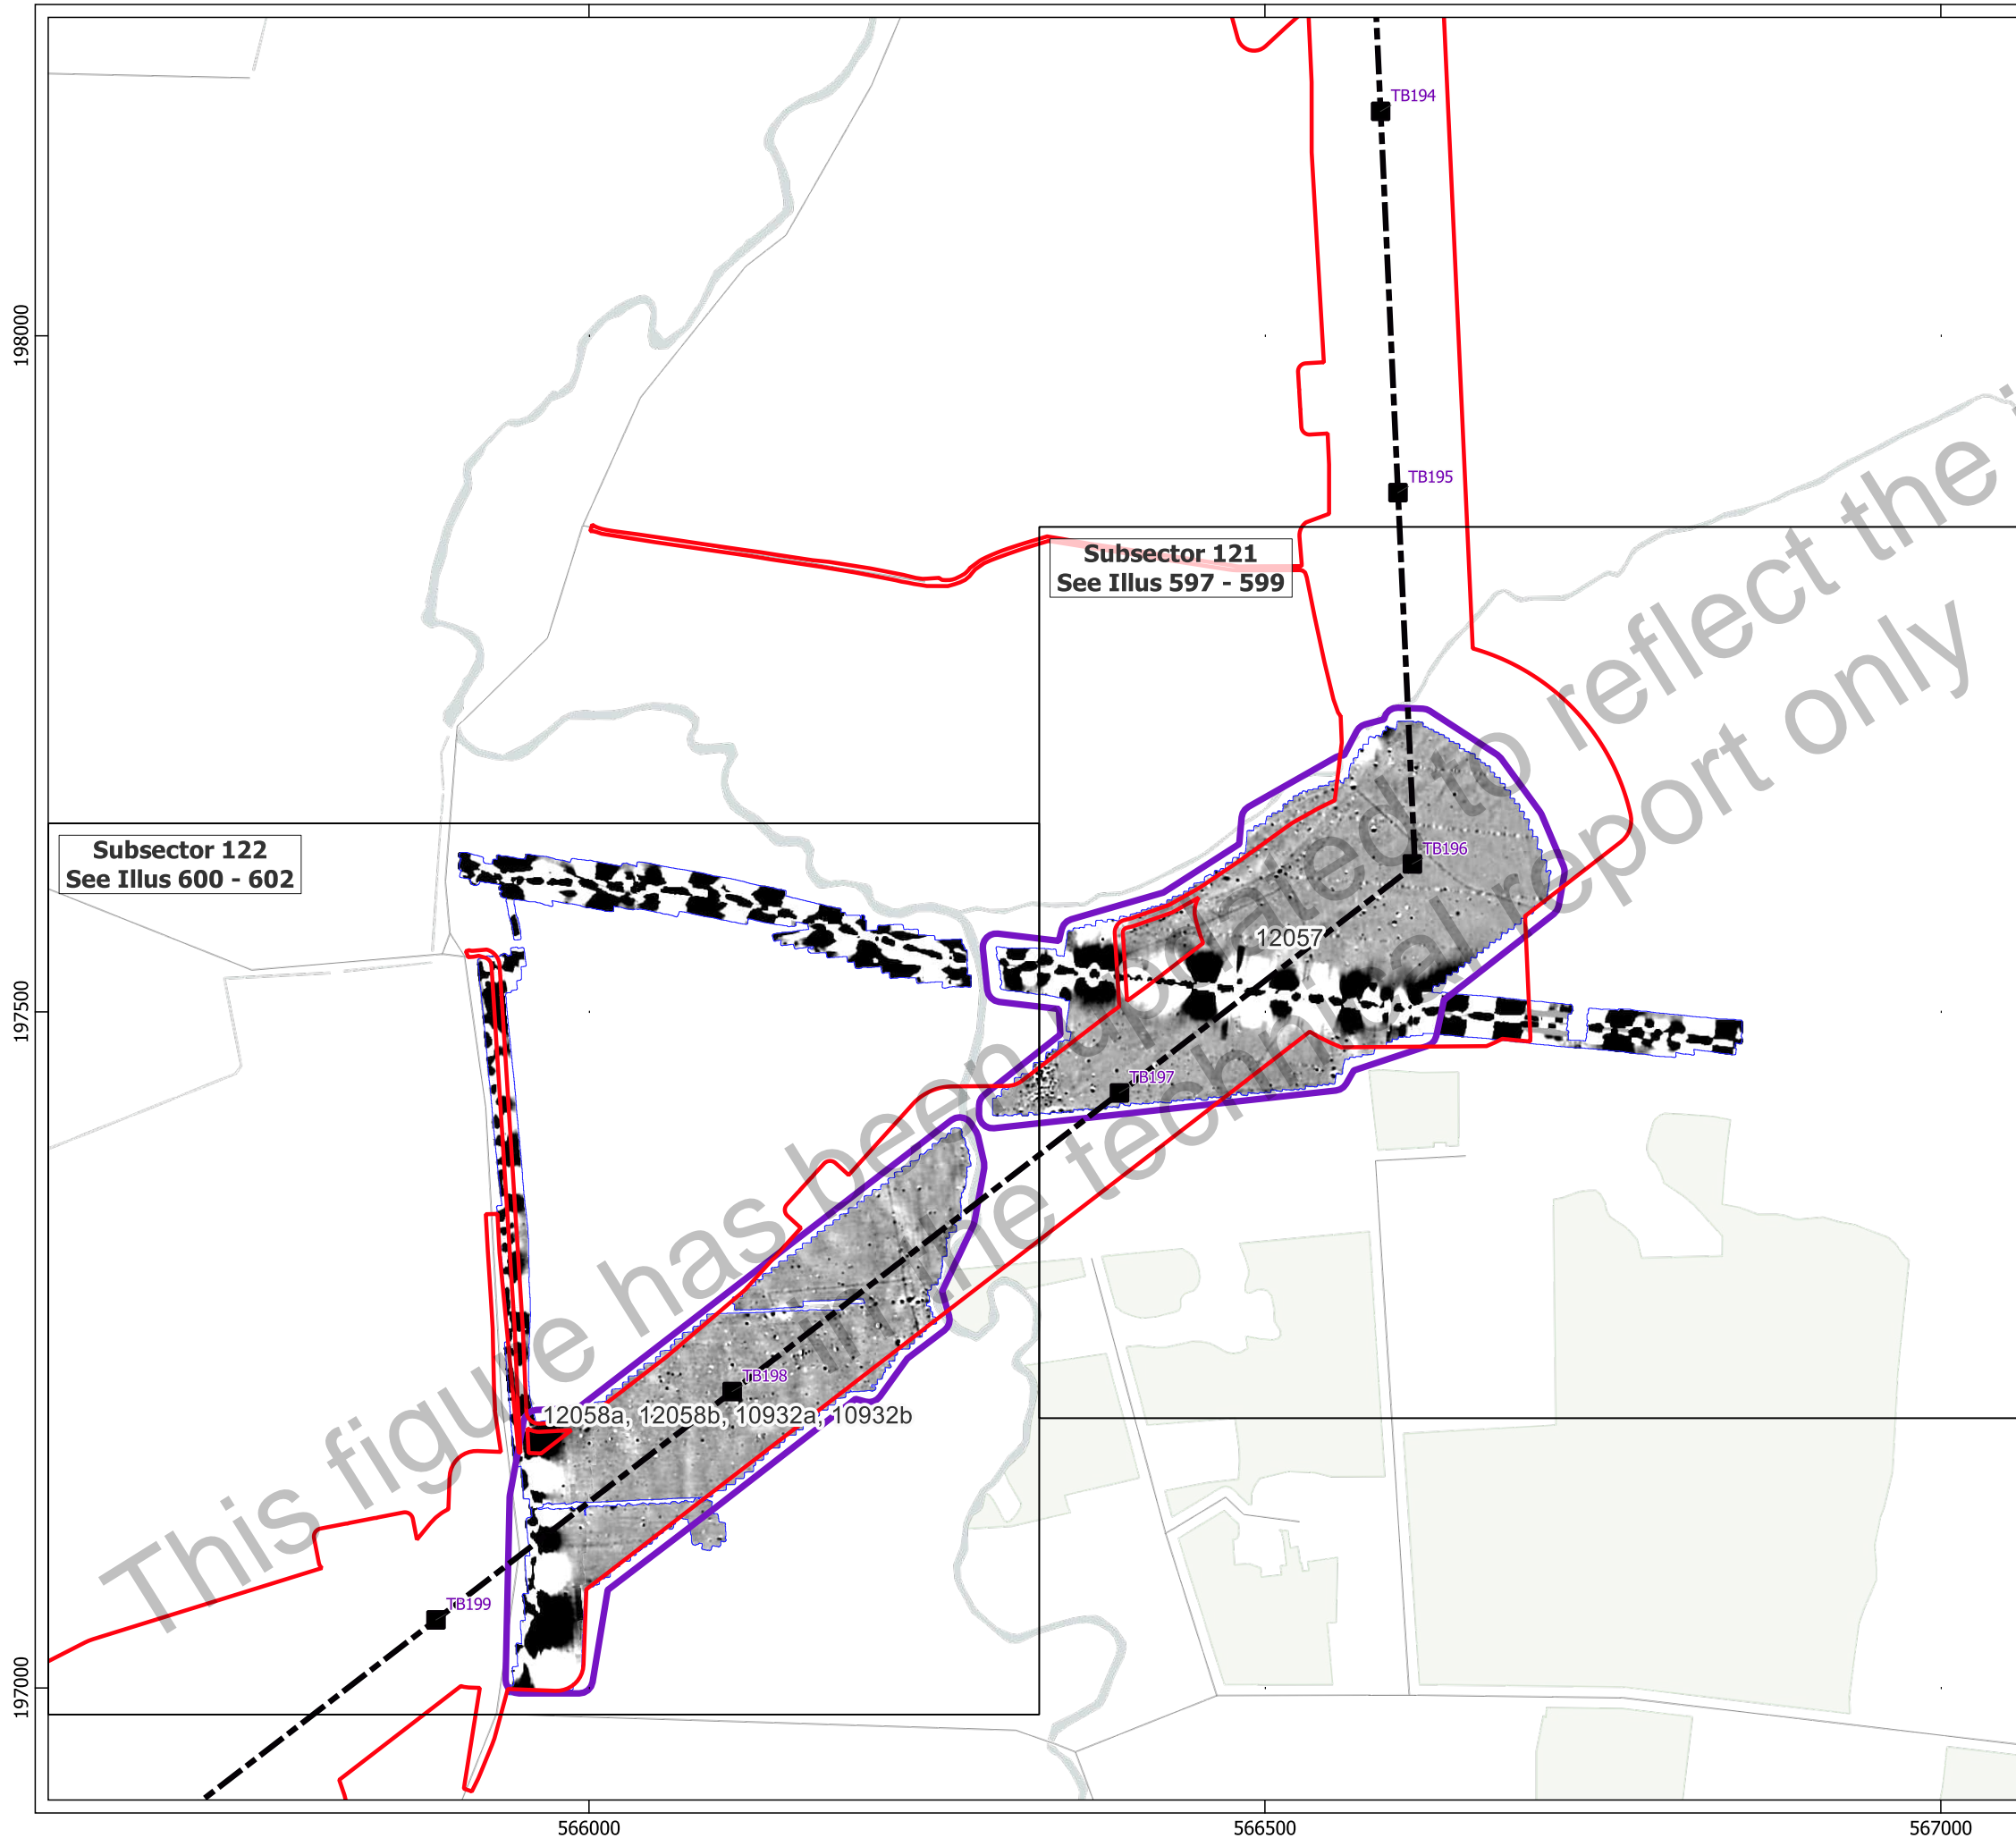 TB194
198000
TB195
Subsector 121
See Illus 597 - 599
Subsector 122
See Illus 600 - 602
TB196
12057
197500
TB197
TB198
12058a, 12058b, 10932a, 10932b
TB199
197000
566000
566500
567000
This figure has been updated to reflect the
in the technical report only